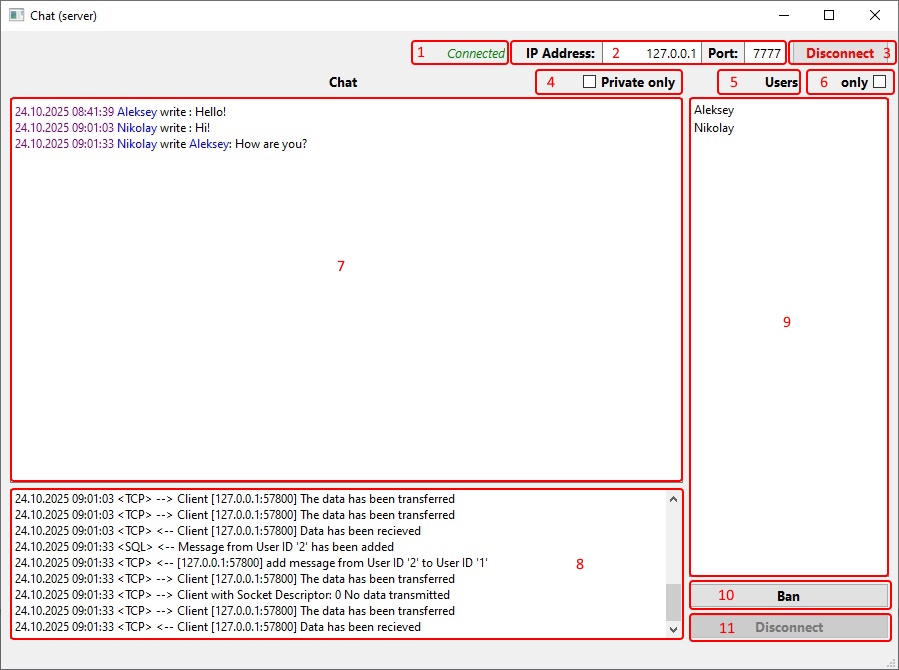 Chat (server)
1 Connected IP Address: 2 127.0.0.1 Port: 7777 Disconnect 3
Chat 4 Private only 5 Users 6 only
24.10.2025 08:41:39 Aleksey write : Hello!
24.10.2025 09:01:03 Nikolay write : Hi!
24.10.2025 09:01:33 Nikolay write Aleksey: How are you?
7
Aleksey
Nikolay
9
24.10.2025 09:01:03 <TCP> --> Client [127.0.0.1:57800] The data has been transferred
24.10.2025 09:01:03 <TCP> --> Client [127.0.0.1:57800] The data has been transferred
24.10.2025 09:01:33 <TCP> <-- Client [127.0.0.1:57800] Data has been recieved
24.10.2025 09:01:33 <SQL> <-- Message from User ID '2' has been added
24.10.2025 09:01:33 <TCP> <-- [127.0.0.1:57800] add message from User ID '2' to User ID '1'
24.10.2025 09:01:33 <TCP> --> Client [127.0.0.1:57800] The data has been transferred
24.10.2025 09:01:33 <TCP> --> Client with Socket Descriptor: 0 No data transmitted
24.10.2025 09:01:33 <TCP> --> Client [127.0.0.1:57800] The data has been transferred
24.10.2025 09:01:33 <TCP> <-- Client [127.0.0.1:57800] Data has been recieved
8
10 Ban
11 Disconnect